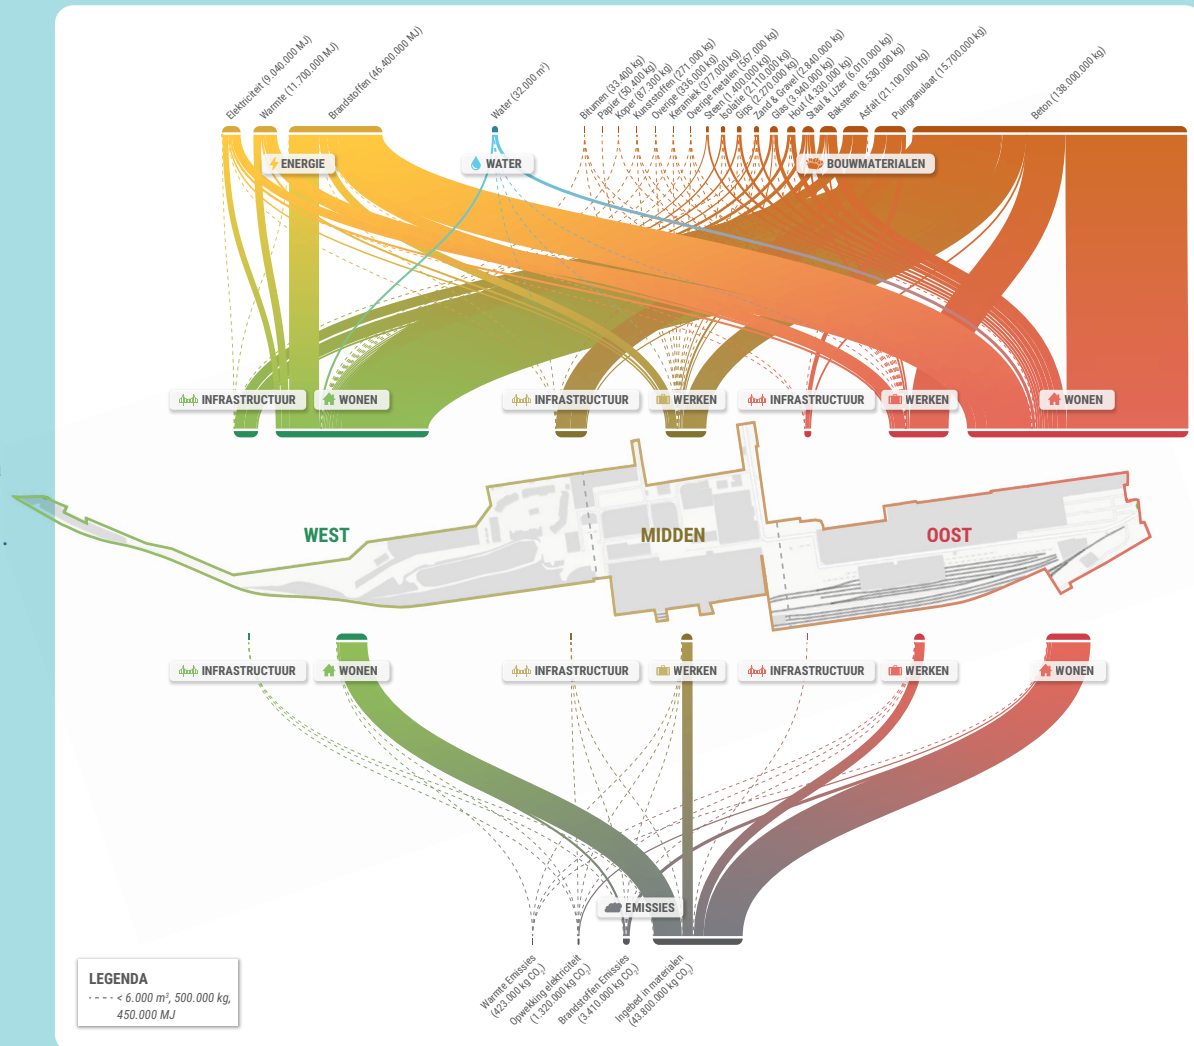 Elektriciteit (9.040.000 MJ)
Warmte (11.700.000 MJ)
Brandstoffen (46.400.000 MJ)
Water (32.000 m³)
Bitumen (33.400 kg)
Papier (50.400 kg)
Koper (87.300 kg)
Kunststoffen (271.000 kg)
Overige (336.000 kg)
Keramiek (377.000 kg)
Overige metalen (567.000 kg)
Steen (1.400.000 kg)
Isolatie (2.110.000 kg)
Gips (2.270.000 kg)
Zand & Gravel (2.840.000 kg)
Glas (3.940.000 kg)
Hout (4.330.000 kg)
Staal & IJzer (6.010.000 kg)
Baksteen (8.530.000 kg)
Asfalt (21.100.000 kg)
Puingranulaat (15.700.000 kg)
Beton (138.000.000 kg)
ENERGIE
WATER
BOUWMATERIALEN
INFRASTRUCTUUR
WONEN
INFRASTRUCTUUR
WERKEN
INFRASTRUCTUUR
WERKEN
WONEN
WEST
MIDDEN
OOST
INFRASTRUCTUUR
WONEN
INFRASTRUCTUUR
WERKEN
INFRASTRUCTUUR
WERKEN
WONEN
EMISSIES
Warmte Emissies
(423.000 kg CO₂)
Opwekking elektriciteit
(1.320.000 kg CO₂)
Brandstoffen Emissies
(3.410.000 kg CO₂)
Ingebed in materialen
(43.800.000 kg CO₂)
LEGENDA
---- < 6.000 m³, 500.000 kg,
450.000 MJ